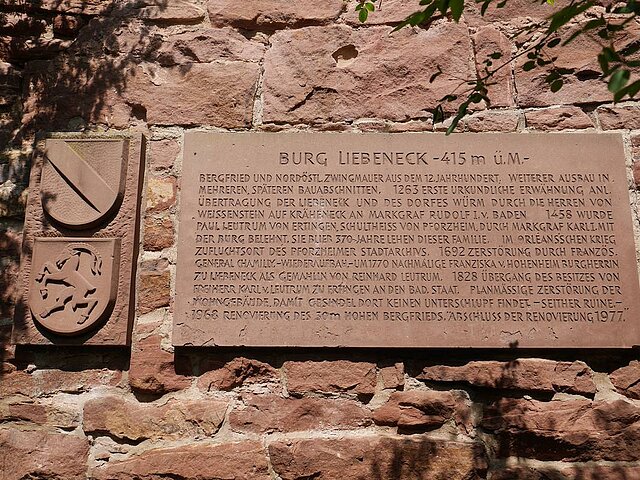 BURG LIEBENECK -415 m ü.M.-
BERGFRIED UND NORDÖSTL. ZWINGMAUER AUS DEM 12. JAHRHUNDERT. WEITERER AUSBAU IN
MEHREREN, SPÄTEREN BAUABSCHNITTEN. 1263 ERSTE URKUNDLICHE ERWÄHNUNG ANL.
ÜBERTRAGUNG DER LIEBENECK UND DES DORFES WÜRM DURCH DIE HERREN VON
WEISSENSTEIN AUF KRÄHENECK AN MARKGRAF RUDOLF I. V. BADEN 1458 WURDE
PAUL LEUTRUM VON ERTINGEN, SCHULTHEISS VON PFORZHEIM, DURCH MARKGRAF KARL I. MIT
DER BURG BELEHNT. SIE BLIEB 370 JAHRE LEHEN DIESER FAMILIE. IM ORLEANSSCHEN KRIEG
ZUFLUCHTSORT DES PFORZHEIMER STADTARCHIVS. 1692 ZERSTÖRUNG DURCH FRANZÖS.
GENERAL CHAMILLY - WIEDERAUFBAU - UM 1770 NACHMALIGE FRANZISKA V. HOHENHEIM BURGHERRIN
ZU LIEBENECK ALS GEMAHLIN VON REINHARD LEUTRUM. 1828 ÜBERGANG DES BESITZES VON
FREIHERR KARL V. LEUTRUM ZU ERTINGEN AN DEN BAD. STAAT. PLANMÄSSIGE ZERSTÖRUNG DER
WOHNGEBÄUDE, DAMIT GESINDEL DORT KEINEN UNTERSCHLUPF FINDET - SEITHER RUINE -
1968 RENOVIERUNG DES 30m HOHEN BERGFRIEDS. ABSCHLUSS DER RENOVIERUNG 1977.